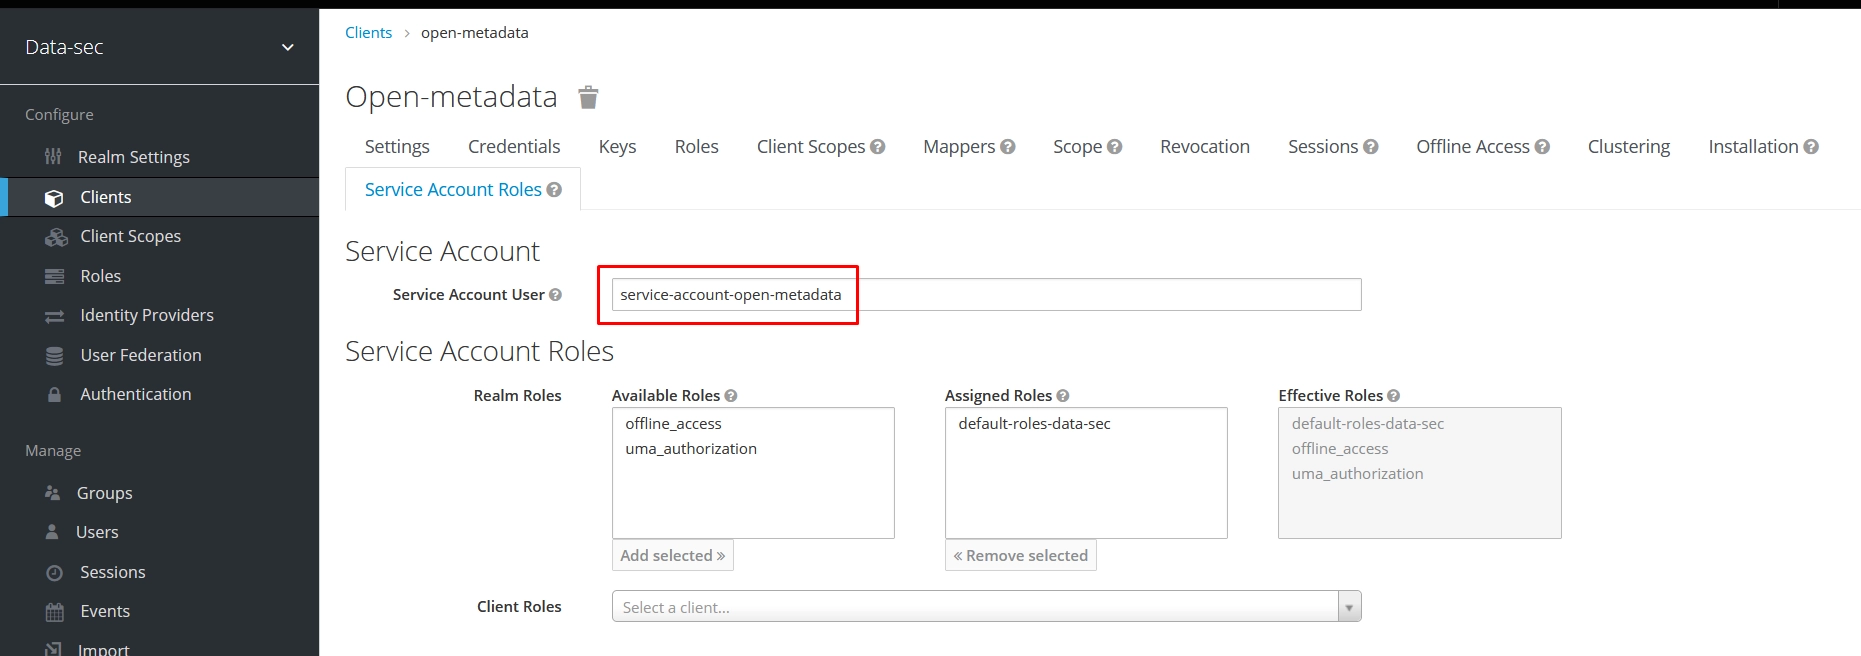 Data-sec
Configure
Realm Settings
Clients
Client Scopes
Roles
Identity Providers
User Federation
Authentication
Manage
Groups
Users
Sessions
Events
Import
Clients > open-metadata
Open-metadata
Settings Credentials Keys Roles Client Scopes Mappers Scope Revocation Sessions Offline Access Clustering Installation
Service Account Roles
Service Account
Service Account User service-account-open-metadata
Service Account Roles
Realm Roles
Available Roles
offline_access
uma_authorization
Add selected »
Assigned Roles
default-roles-data-sec
« Remove selected
Effective Roles
default-roles-data-sec
offline_access
uma_authorization
Client Roles Select a client...